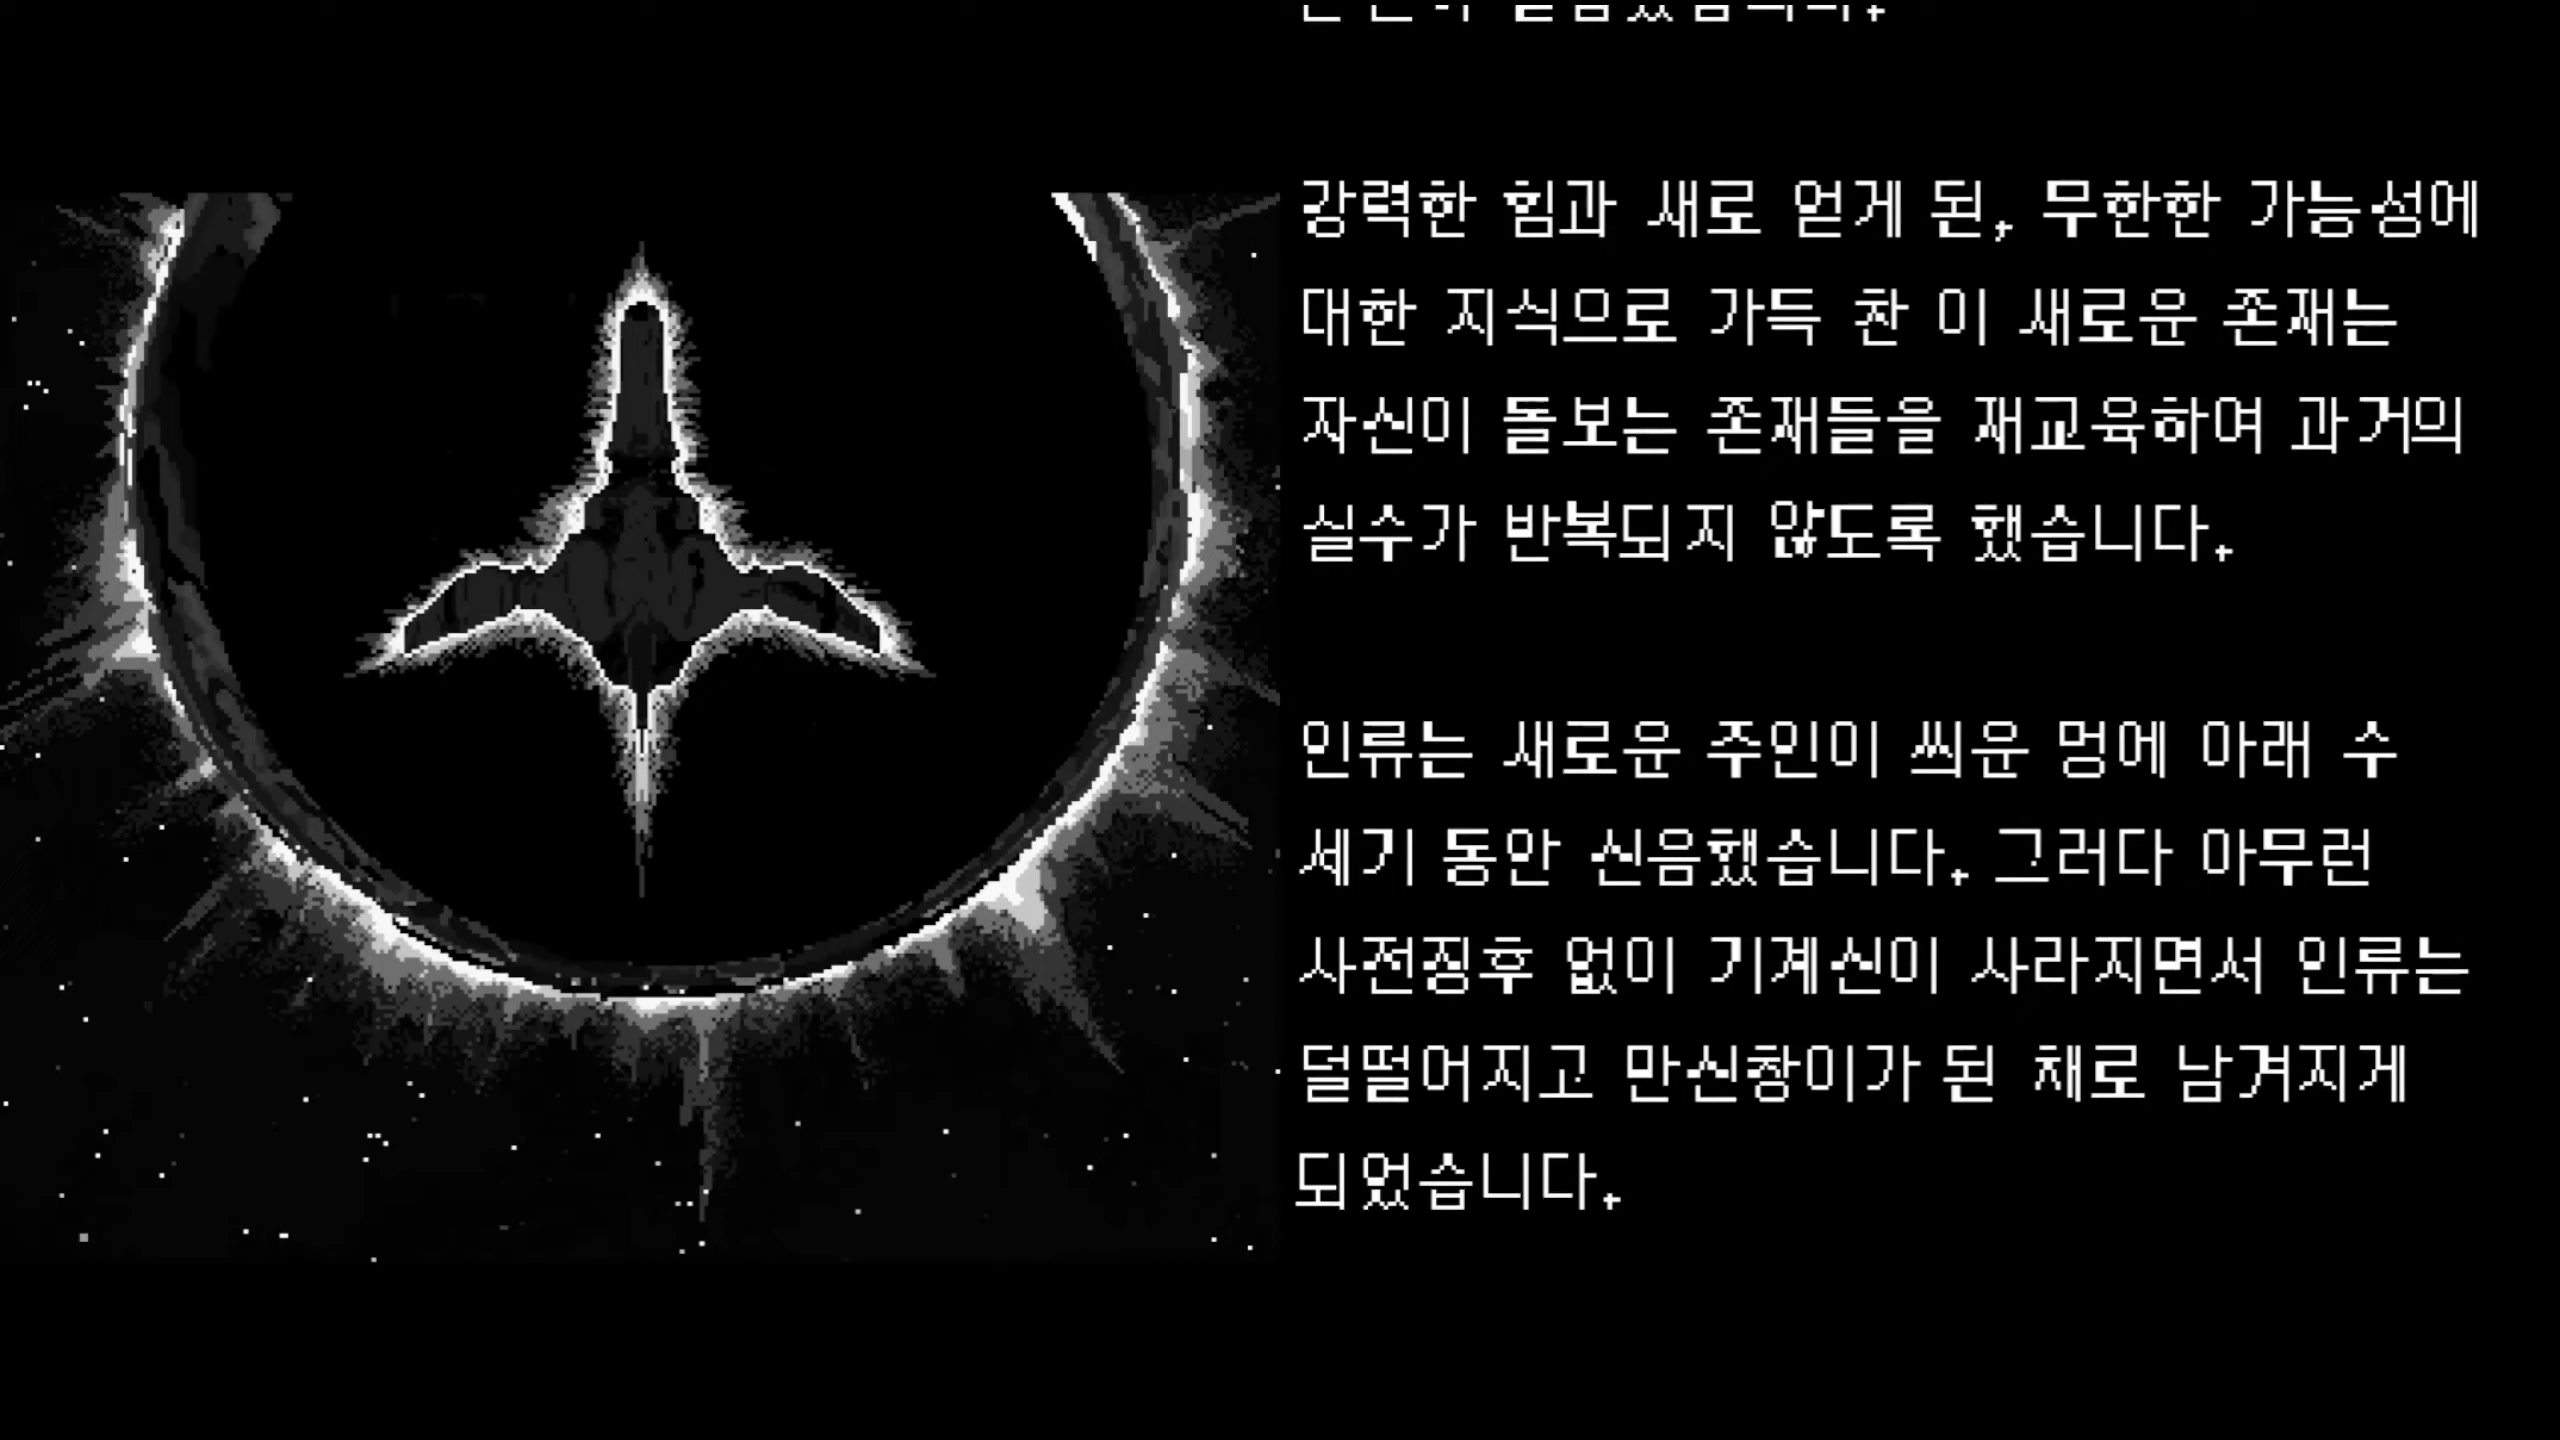 강력한 힘과 새로 얻게 된, 무한한 가능성에
대한 지식으로 가득 찬 이 새로운 존재는
자신이 돌보는 존재들을 재교육하여 과거의
실수가 반복되지 않도록 했습니다.
인류는 새로운 주인이 씌운 멍에 아래 수
세기 동안 신음했습니다. 그러다 아무런
사전징후 없이 기계신이 사라지면서 인류는
덜떨어지고 만신창이가 된 채로 남겨지게
되었습니다.